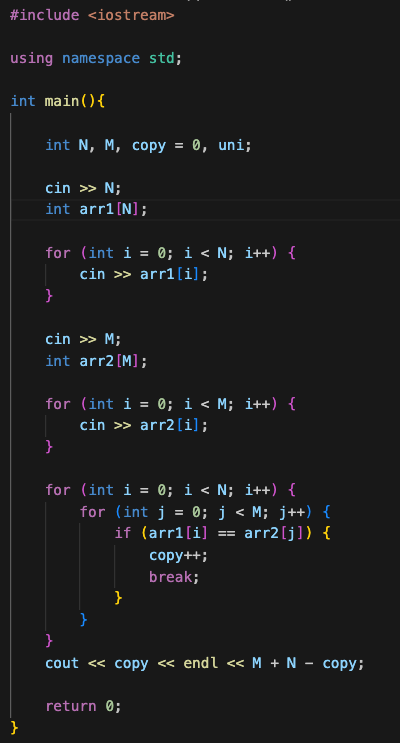 #include <iostream>
using namespace std;
int main(){
int N, M, copy = 0, uni;
cin >> N;
int arr1[N];
for (int i = 0; i < N; i++) {
cin >> arr1[i];
}
cin >> M;
int arr2[M];
for (int i = 0; i < M; i++) {
cin >> arr2[i];
}
for (int i = 0; i < N; i++) {
for (int j = 0; j < M; j++) {
if (arr1[i] == arr2[j]) {
copy++;
break;
}
}
}
cout << copy << endl << M + N - copy;
return 0;
}